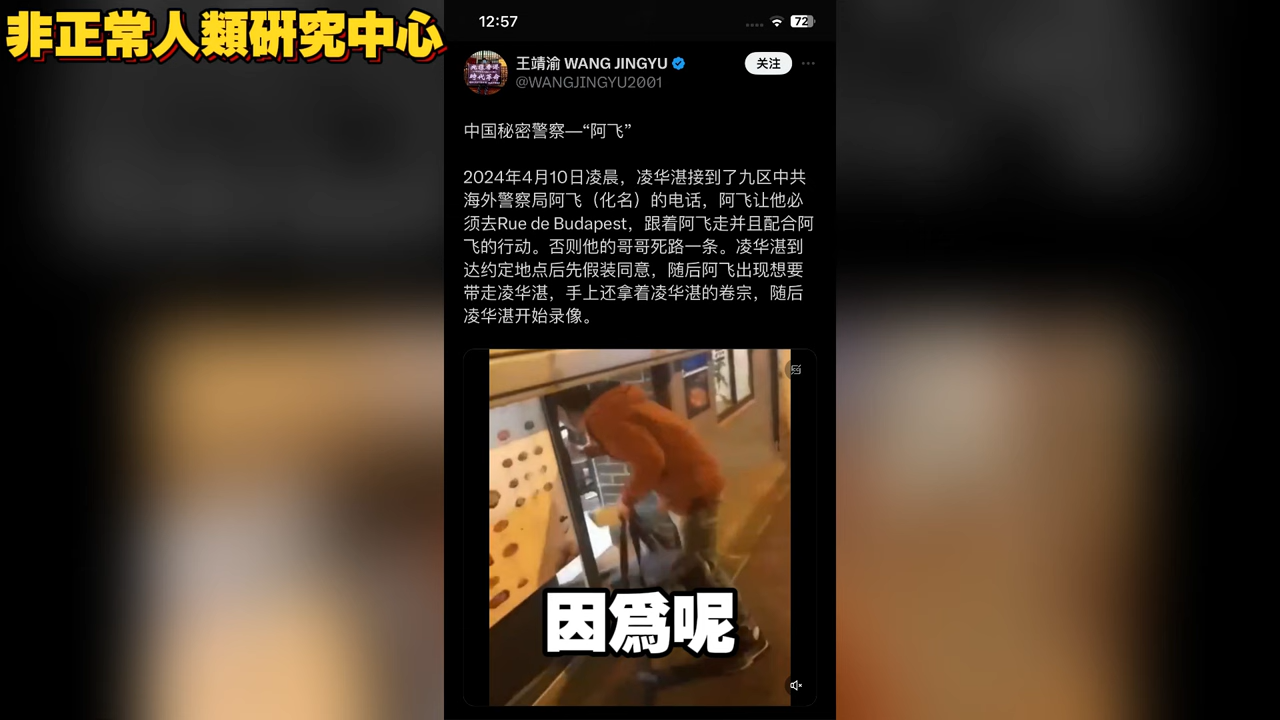 非正常人類研究中心
12:57
72
王靖渝 WANG JINGYU
关注
@WANGJINGYU2001
中国秘密警察—“阿飞”
2024年4月10日凌晨，凌华湛接到了九区中共
海外警察局阿飞（化名）的电话，阿飞让他必
须去Rue de Budapest，跟着阿飞走并且配合阿
飞的行动。否则他的哥哥死路一条。凌华湛到
达约定地点后先假装同意，随后阿飞出现想要
带走凌华湛，手上还拿着凌华湛的卷宗，随后
凌华湛开始录像。
因爲呢